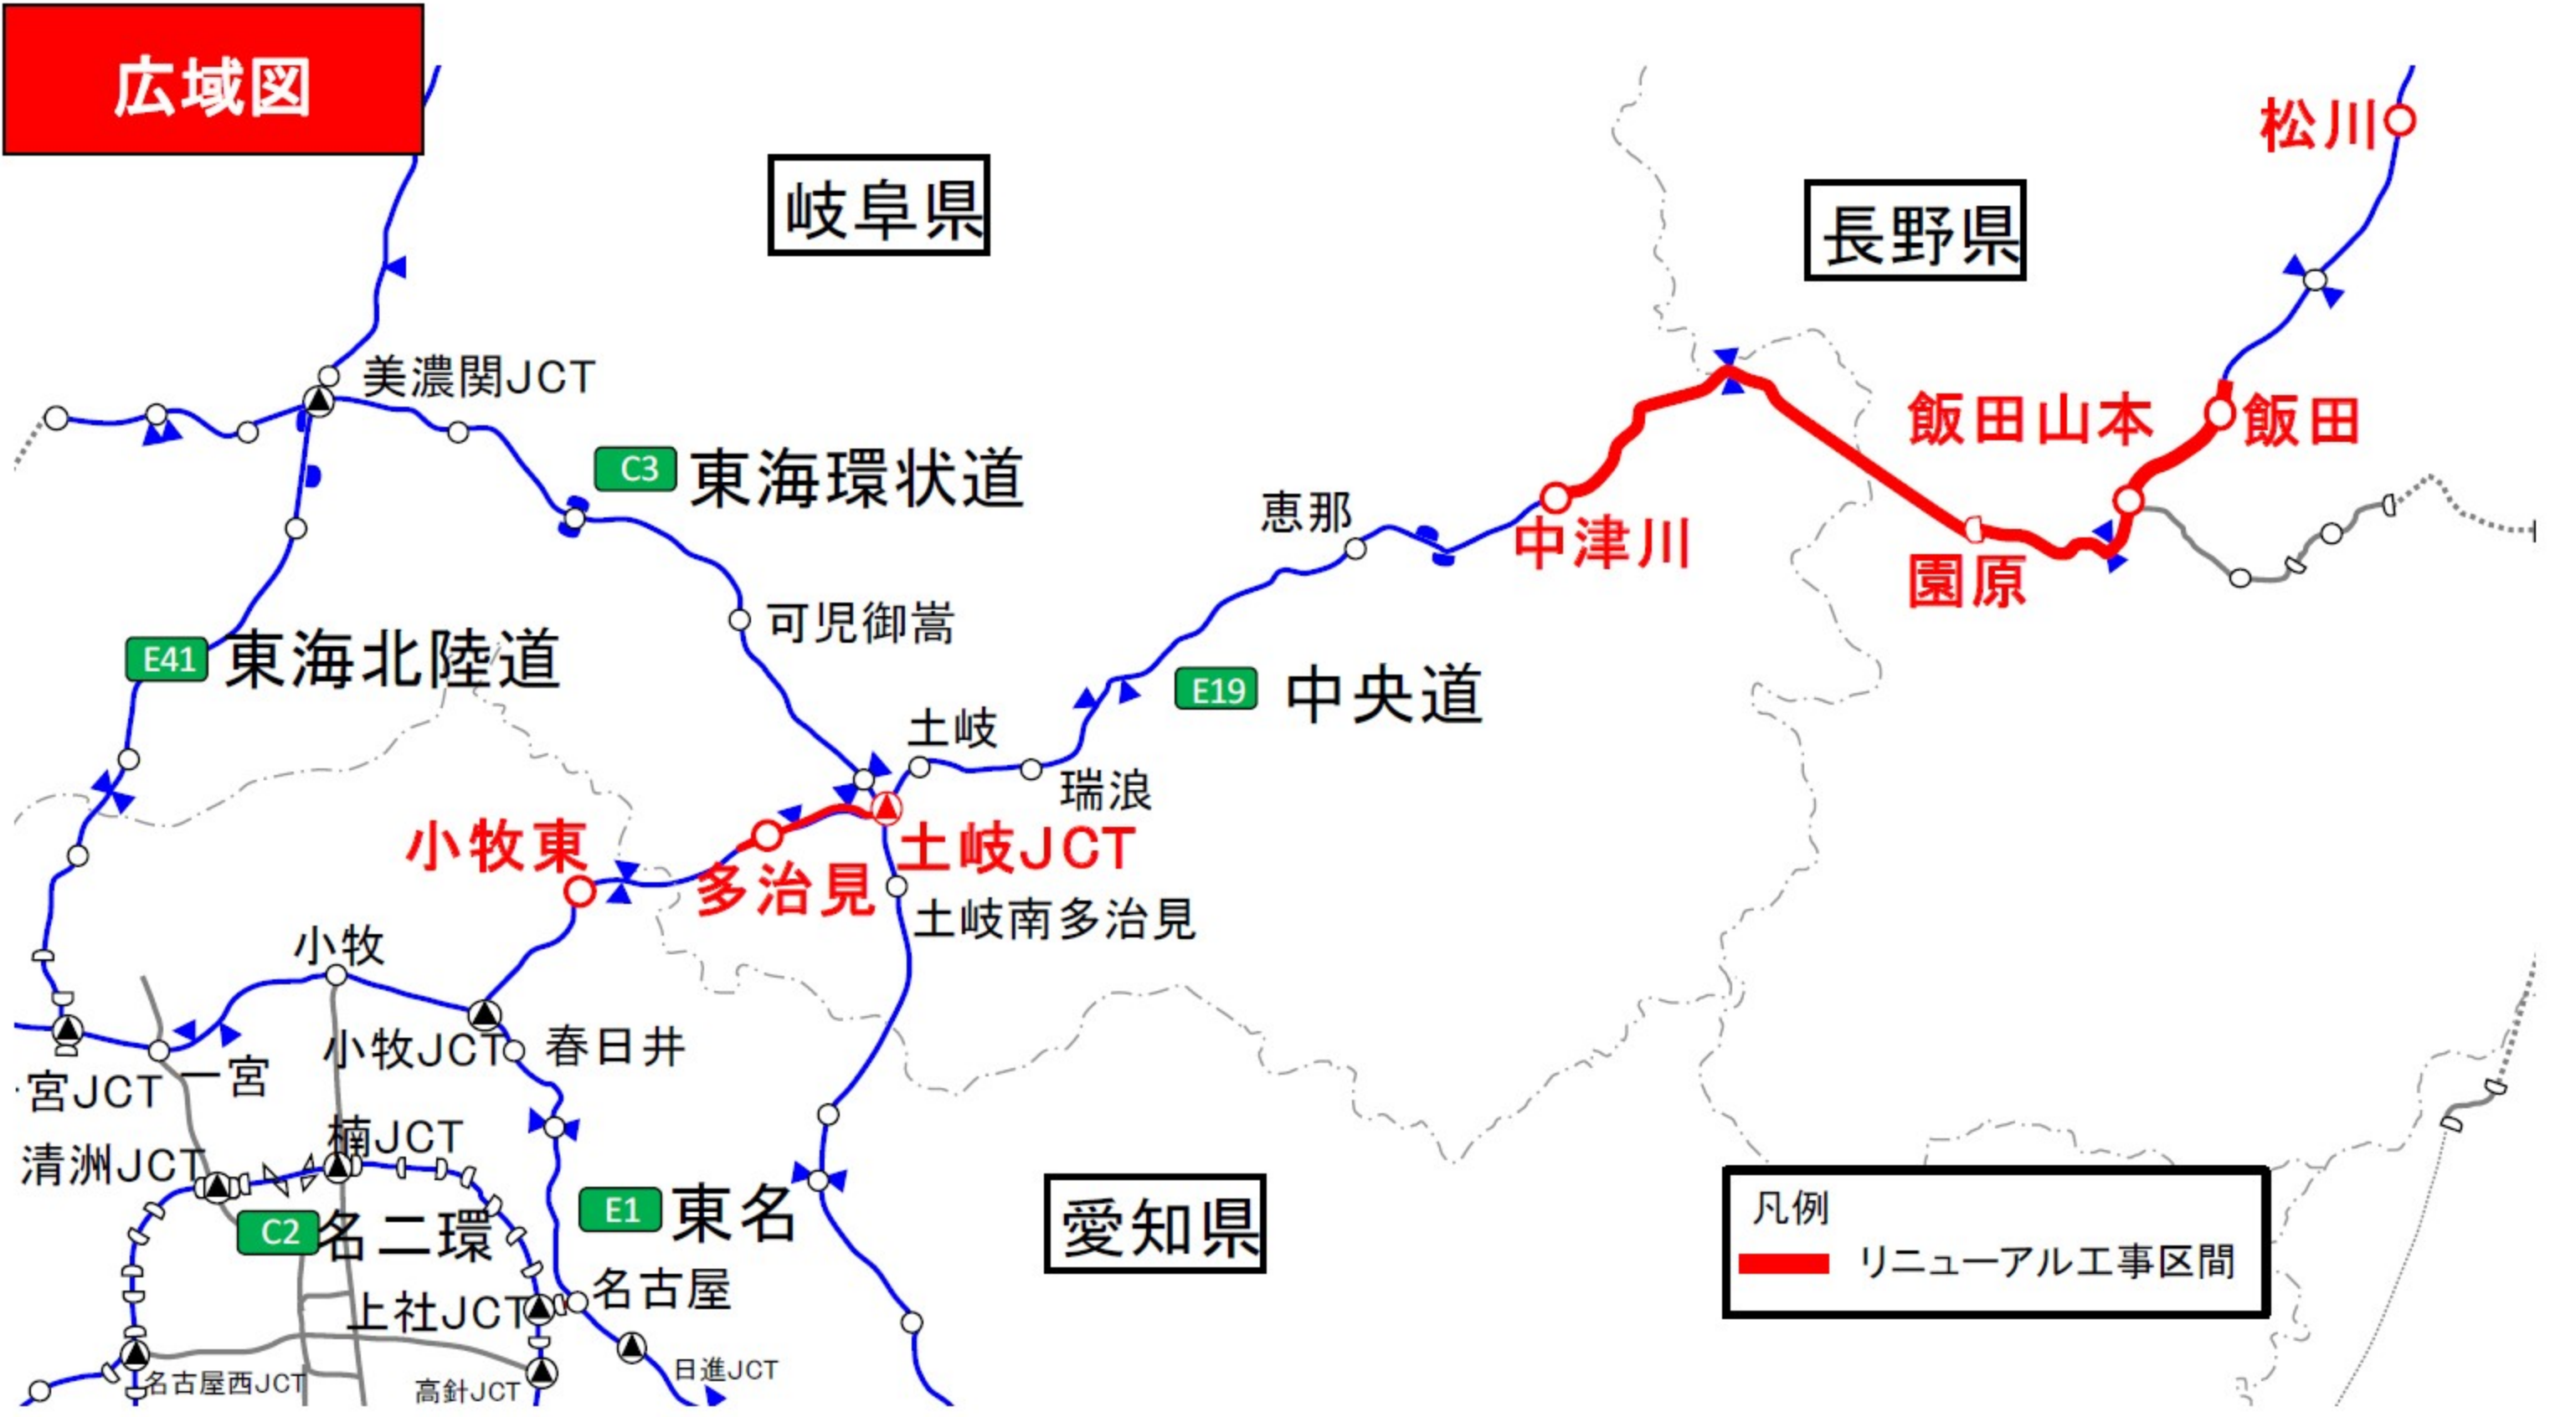 広域図
岐阜県
長野県
松川
美濃関JCT
飯田山本
飯田
C3 東海環状道
恵那
中津川
園原
可児御嵩
E41 東海北陸道
E19 中央道
土岐
瑞浪
小牧東
多治見
土岐JCT
土岐南多治見
小牧
小牧JCT
春日井
宮JCT
一宮
楠JCT
清洲JCT
C2 名二環
E1 東名
愛知県
凡例
リニューアル工事区間
名古屋
上社JCT
名古屋西JCT
高針JCT
日進JCT